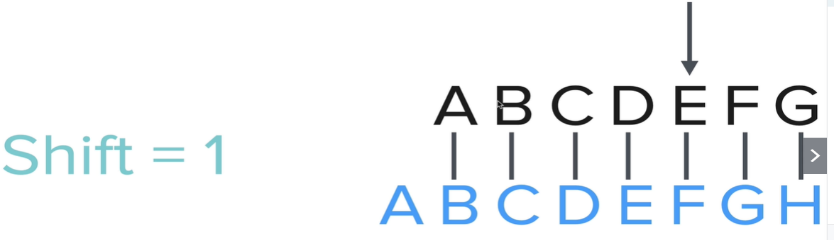 Shift = 1
A B C D E F G
A B C D E F G H